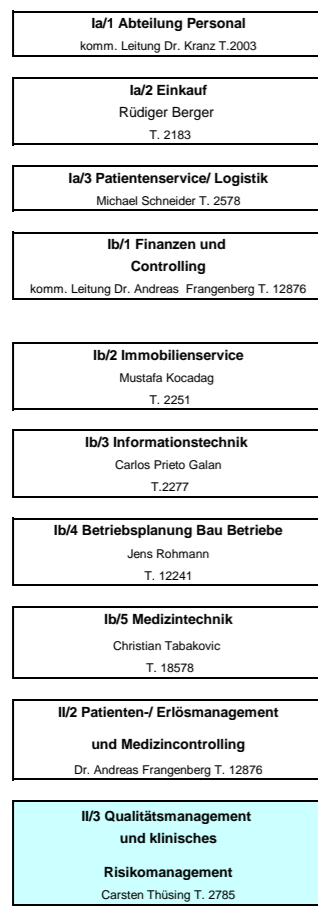 Ia/1 Abteilung Personal
komm. Leitung Dr. Kranz T.2003
Ia/2 Einkauf
Rüdiger Berger
T. 2183
Ia/3 Patientenservice/ Logistik
Michael Schneider T. 2578
Ib/1 Finanzen und
Controlling
komm. Leitung Dr. Andreas Frangenberg T. 12876
Ib/2 Immobilienservice
Mustafa Kocadag
T. 2251
Ib/3 Informationstechnik
Carlos Prieto Galan
T.2277
Ib/4 Betriebsplanung Bau Betriebe
Jens Rohmann
T. 12241
Ib/5 Medizintechnik
Christian Tabakovic
T. 18578
II/2 Patienten-/ Erlösmanagement
und Medizincontrolling
Dr. Andreas Frangenberg T. 12876
II/3 Qualitätsmanagement
und klinisches
Risikomanagement
Carsten Thüsing T. 2785